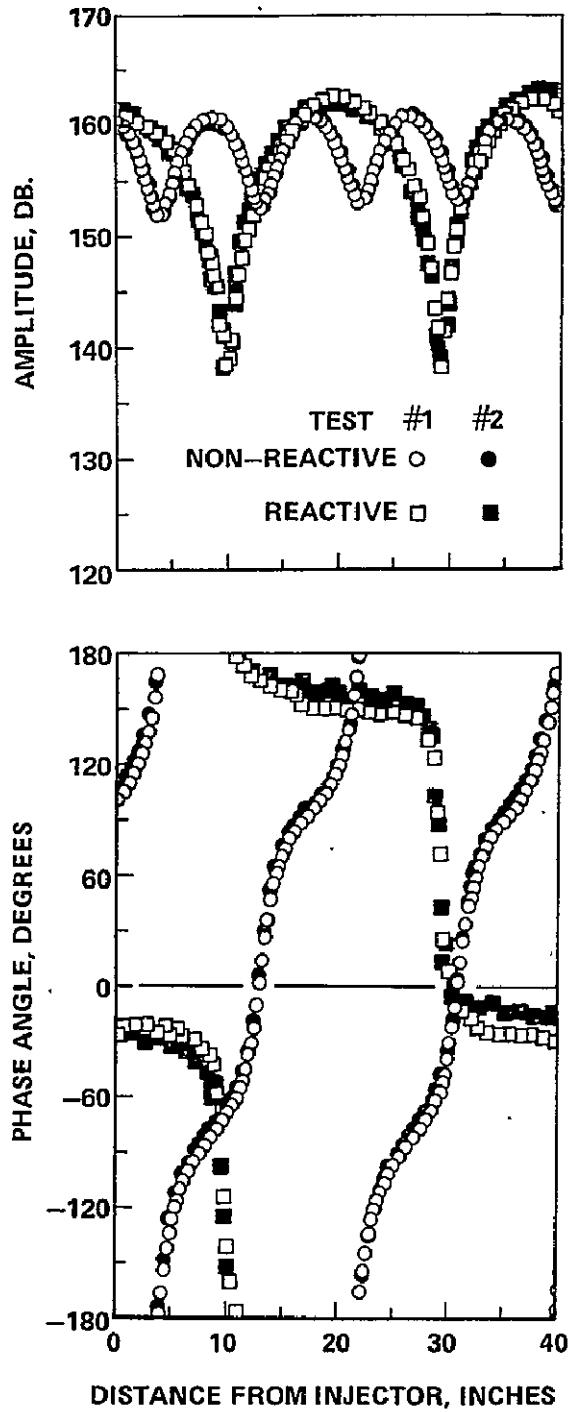 170
160
150
140
130
120
AMPLITUDE, DB.
TEST #1 #2
NON-REACTIVE
REACTIVE
180
120
60
0
-60
-120
-180
PHASE ANGLE, DEGREES
0 10 20 30 40
DISTANCE FROM INJECTOR, INCHES